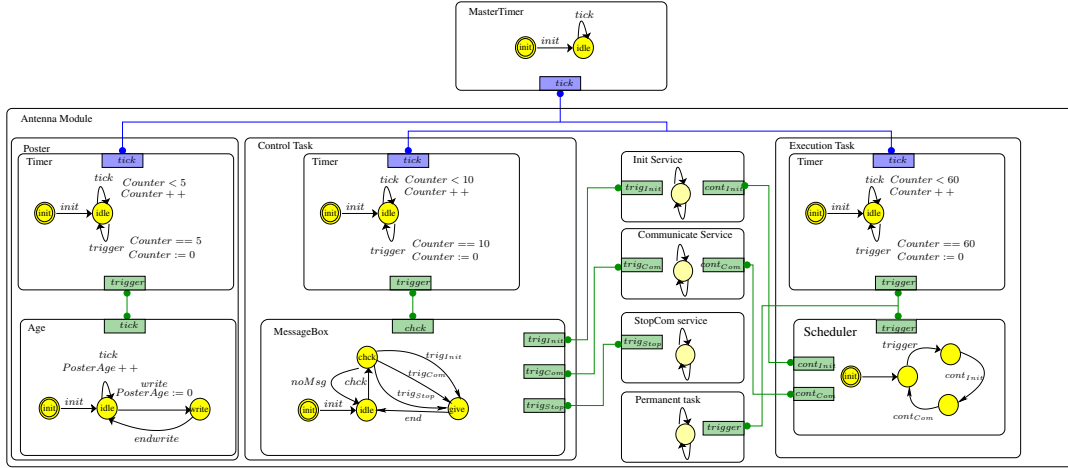 MasterTimer
tick
init
init
idle
tick
Antenna Module
Poster
Timer
tick
tick
Counter < 5
Counter ++
init
init
idle
trigger
Counter == 5
Counter := 0
trigger
tick
Age
tick
PosterAge ++
write
PosterAge := 0
init
init
idle
write
endwrite
Control Task
Timer
tick
tick
Counter < 10
Counter ++
init
init
idle
trigger
Counter == 10
Counter := 0
trigger
chck
MessageBox
chck
trigInit
trigCom
trigStop
noMsg
chck
init
init
idle
give
end
trigInit
trigCom
trigStop
Init Service
trigInit
contInit
Communicate Service
trigCom
contCom
StopCom service
trigStop
Permanent task
trigger
Execution Task
Timer
tick
tick
Counter < 60
Counter ++
init
init
idle
trigger
Counter == 60
Counter := 0
trigger
trigger
Scheduler
trigger
contInit
contCom
init
contInit
contCom